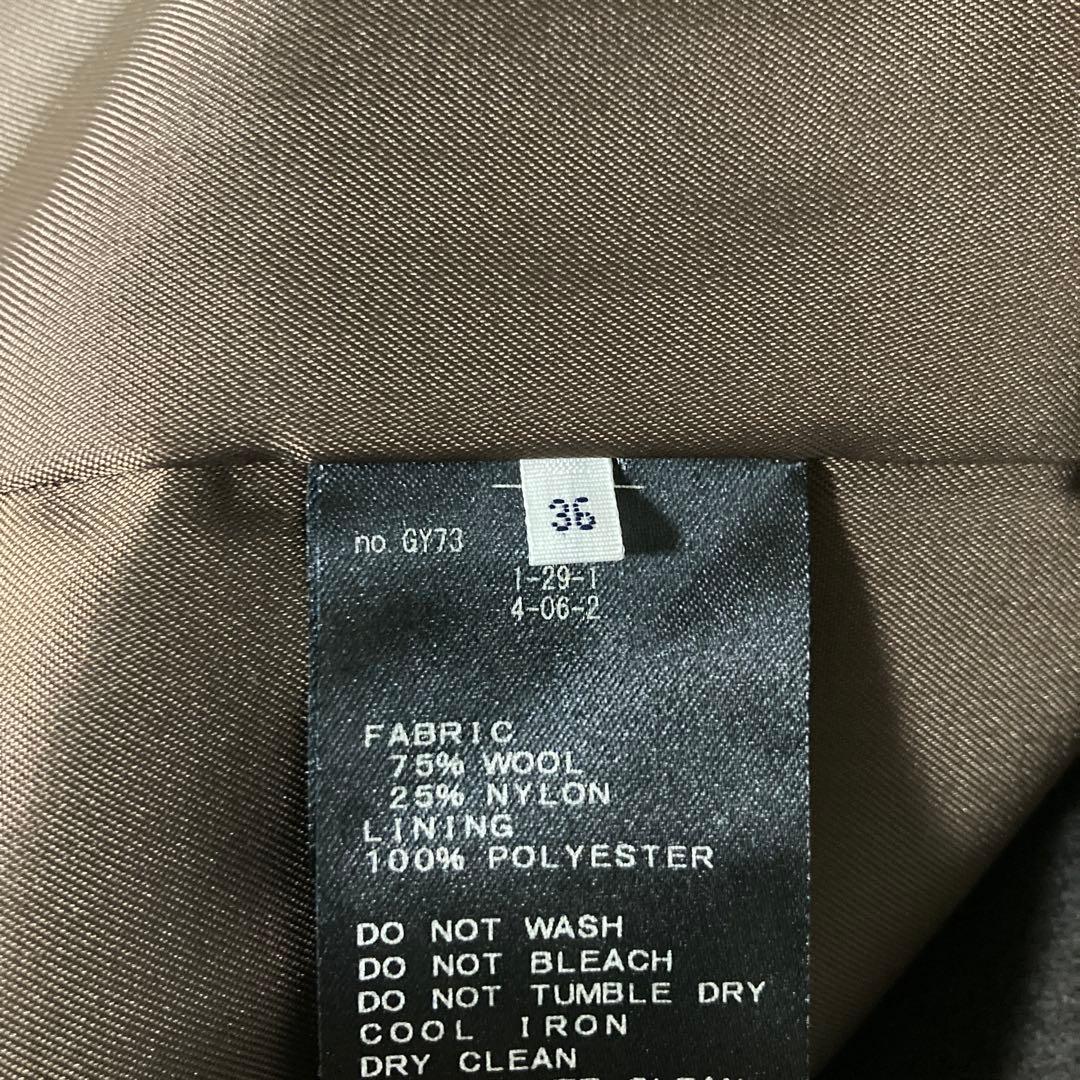 36
no GY73
1-29-1
4-06-2
FABRIC
75% WOOL
25% NYLON
LINING
100% POLYESTER
DO NOT WASH
DO NOT BLEACH
DO NOT TUMBLE DRY
COOL IRON
DRY CLEAN
CLEAN